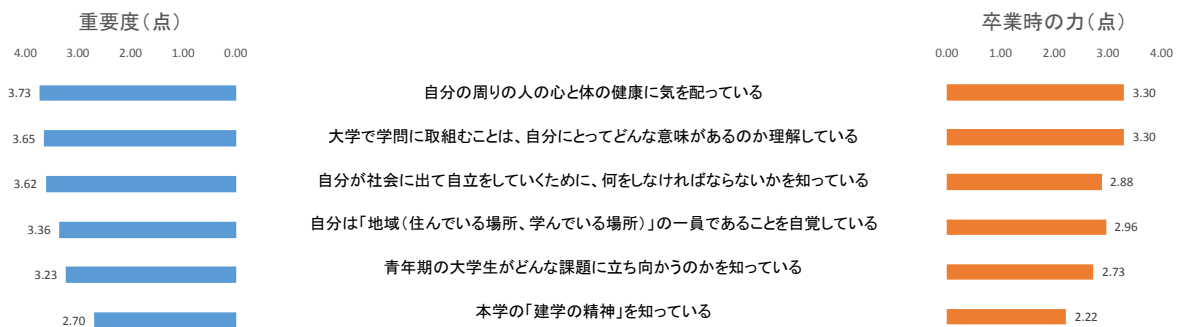 重要度(点)
卒業時の力(点)
4.00 3.00 2.00 1.00 0.00
0.00 1.00 2.00 3.00 4.00
3.73 自分の周りの人の心と体の健康に気を配っている 3.30
3.65 大学で学問に取組むことは、自分にとってどんな意味があるのか理解している 3.30
3.62 自分が社会に出て自立をしていくために、何をしなければならないかを知っている 2.88
3.36 自分は「地域(住んでいる場所、学んでいる場所)」の一員であることを自覚している 2.96
3.23 青年期の大学生がどんな課題に立ち向かうのかを知っている 2.73
2.70 本学の「建学の精神」を知っている 2.22